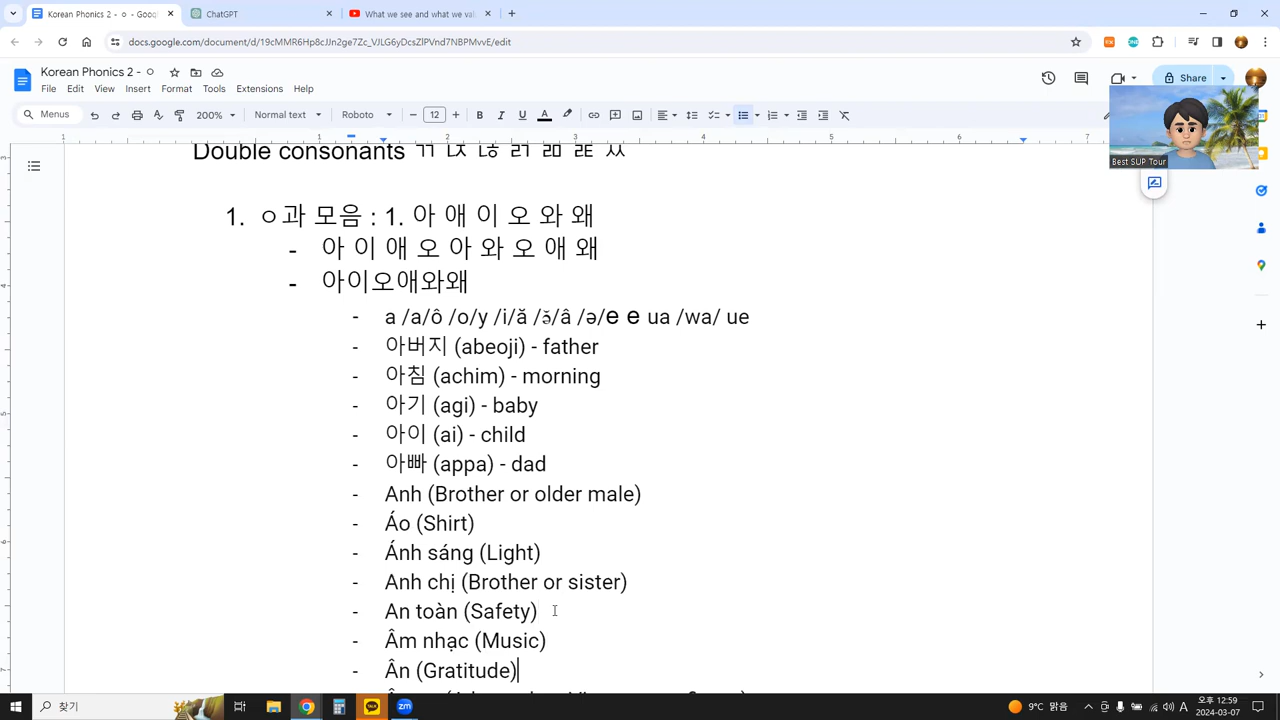 Korean Phonics 2 - ㅇ - Goog
ChatGPT
What we see and what we val
docs.google.com/document/d/19cMMR6Hp8cJJn2ge7Zc_VJLG6yDcsZlPVnd7NBPMvvE/edit
Korean Phonics 2 - ㅇ
File Edit View Insert Format Tools Extensions Help
Share
Menus 200% Normal text Roboto 12
Best SUP Tour
Double consonants
1. ㅇ과 모음 : 1. 아 애 이 오 와 왜
- 아 이 애 오 아 와 오 애 왜
- 아이오애와왜
- a /a/ô /o/y /i/ă /ə̆/â /ə/e e ua /wa/ ue
- 아버지 (abeoji) - father
- 아침 (achim) - morning
- 아기 (agi) - baby
- 아이 (ai) - child
- 아빠 (appa) - dad
- Anh (Brother or older male)
- Áo (Shirt)
- Ánh sáng (Light)
- Anh chị (Brother or sister)
- An toàn (Safety)
- Âm nhạc (Music)
- Ân (Gratitude)
찾기
9°C 맑음
A
오후 12:59
2024-03-07